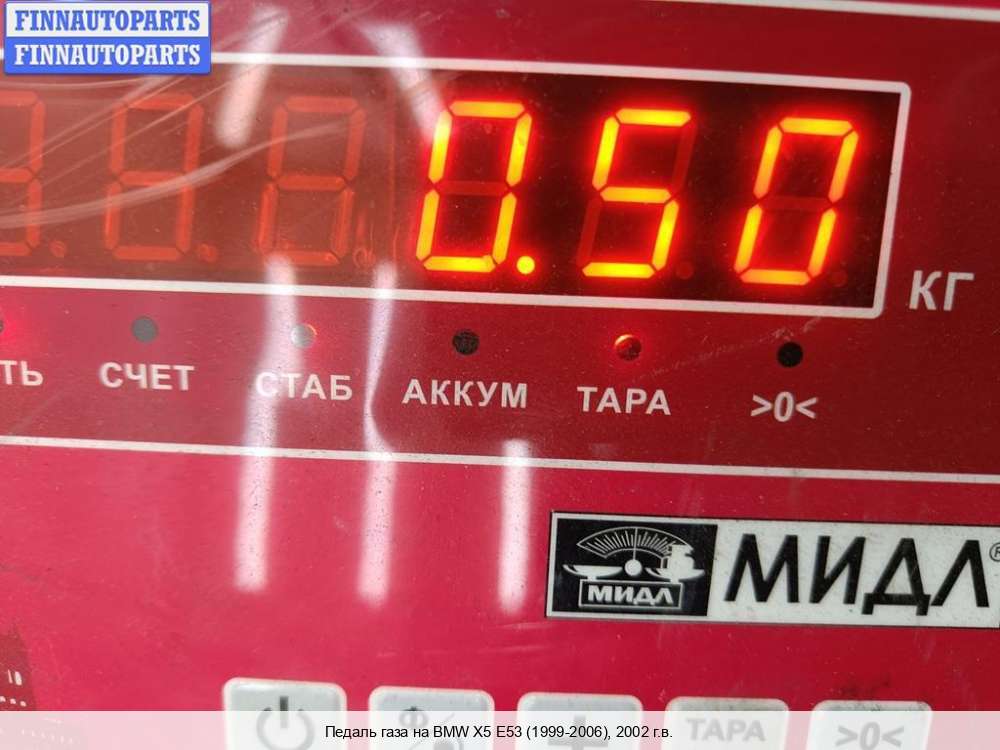 FINNAUTOPARTS
FINNAUTOPARTS
0.50
КГ
ТЬ СЧЕТ СТАБ АККУМ ТАРА >0<
МИДЛ МИДЛ
ТАРА >0<
Педаль газа на BMW X5 E53 (1999-2006), 2002 г.в.